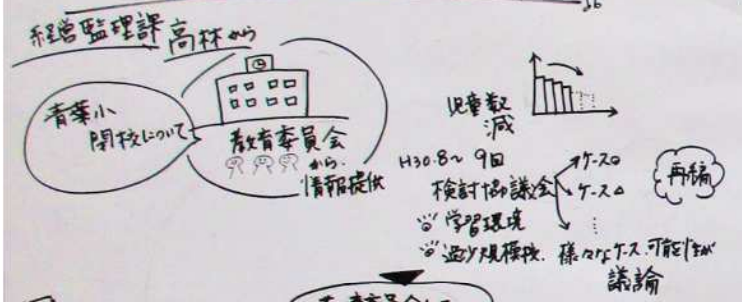 経営監理課 高林から
青葉小
閉校について
教育委員会
から
情報提供
児童数
減
H30.8〜 9回
検討協議会
ケース○
ケース△
再編
学習環境
過少規模校、様々なケース、可能性が
議論